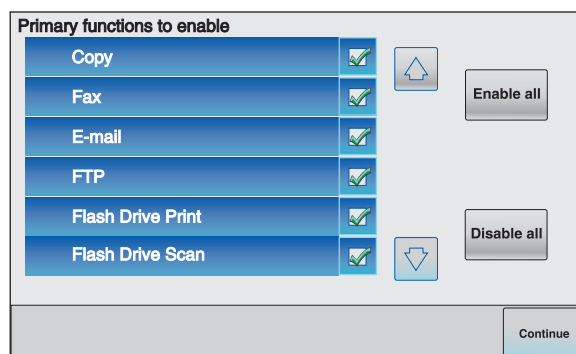 Primary functions to enable
Copy
Fax
E-mail
FTP
Flash Drive Print
Flash Drive Scan
Enable all
Disable all
Continue